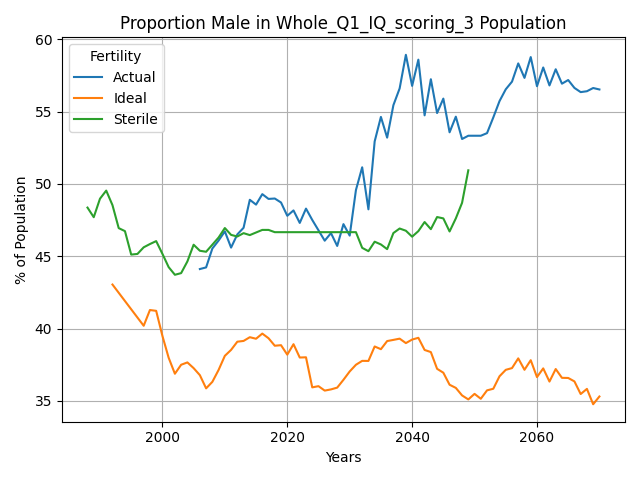 Proportion Male in Whole_Q1_IQ_scoring_3 Population
60
55
50
45
40
35
% of Population
Fertility
Actual
Ideal
Sterile
2000
2020
2040
2060
Years